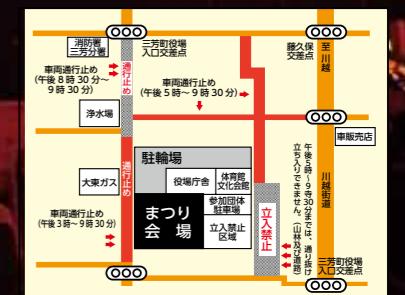 消防署
三芳分署
三芳町役場
入口交差点
藤久保
交差点
至 川越
車両通行止め
(午後8時30分〜
9時30分)
通行止め
車両通行止め
(午後5時〜9時30分)
浄水場
車販売店
駐輪場
役場庁舎
体育館
文化会館
大東ガス
通行止め
まつり
会場
参加団体
駐車場
立入禁止
区域
立入禁止
車両通行止め
(午後3時〜9時30分)
午後5時〜9時30分までは、通り抜け
立ち入りできません。(山林及び道路)
川越街道
三芳町役場
入口交差点